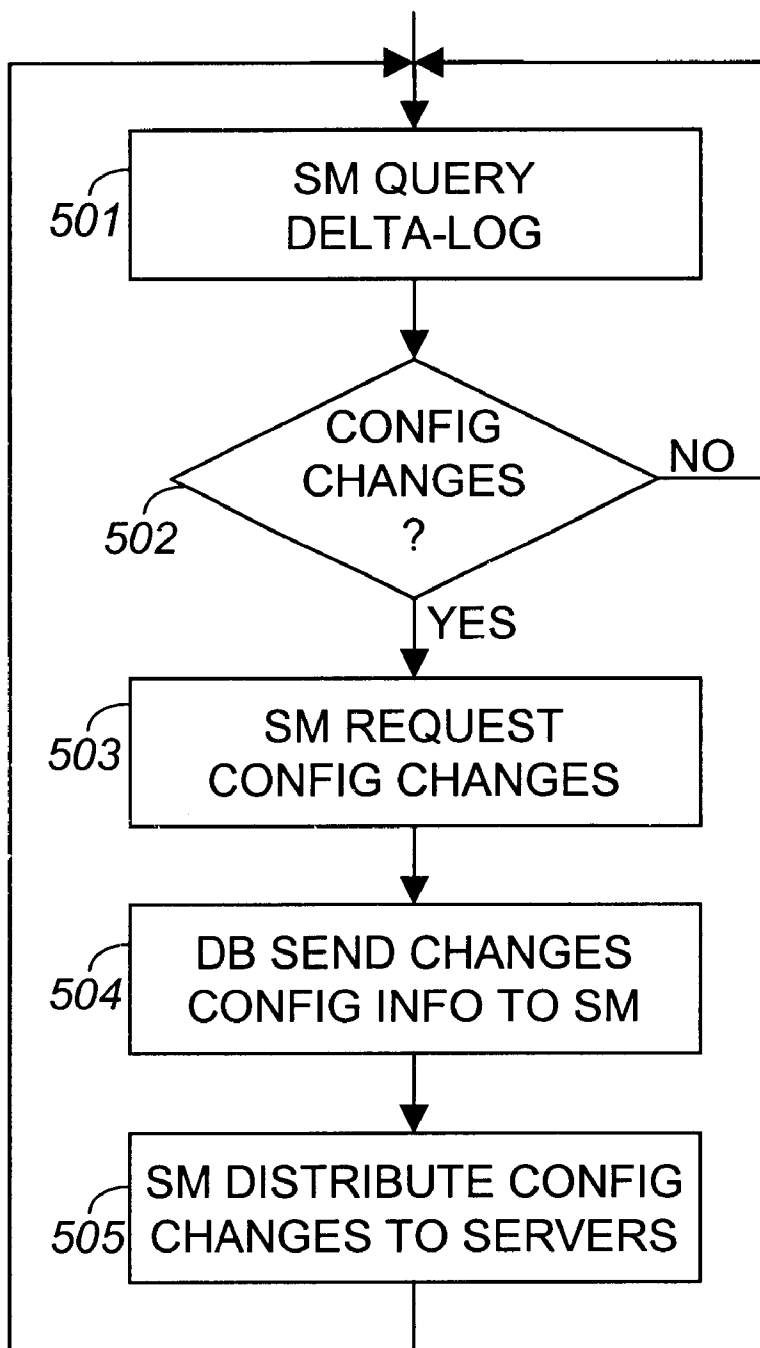 501
SM QUERY
DELTA-LOG
CONFIG
CHANGES
?
502
NO
YES
503
SM REQUEST
CONFIG CHANGES
504
DB SEND CHANGES
CONFIG INFO TO SM
505
SM DISTRIBUTE CONFIG
CHANGES TO SERVERS